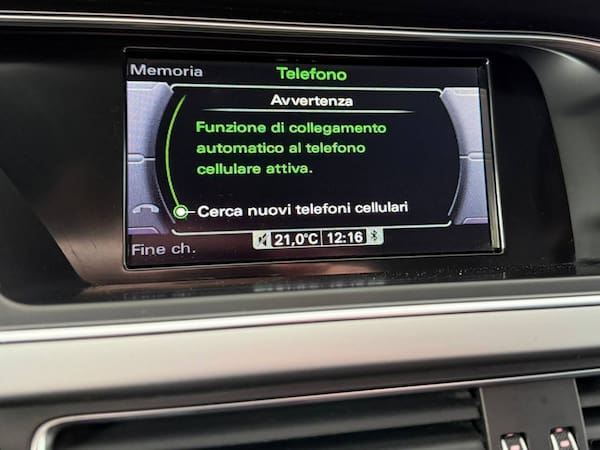 Memoria
Telefono
Avvertenza
Funzione di collegamento
automatico al telefono
cellulare attiva.
Cerca nuovi telefoni cellulari
21,0°C 12:16
Fine ch.